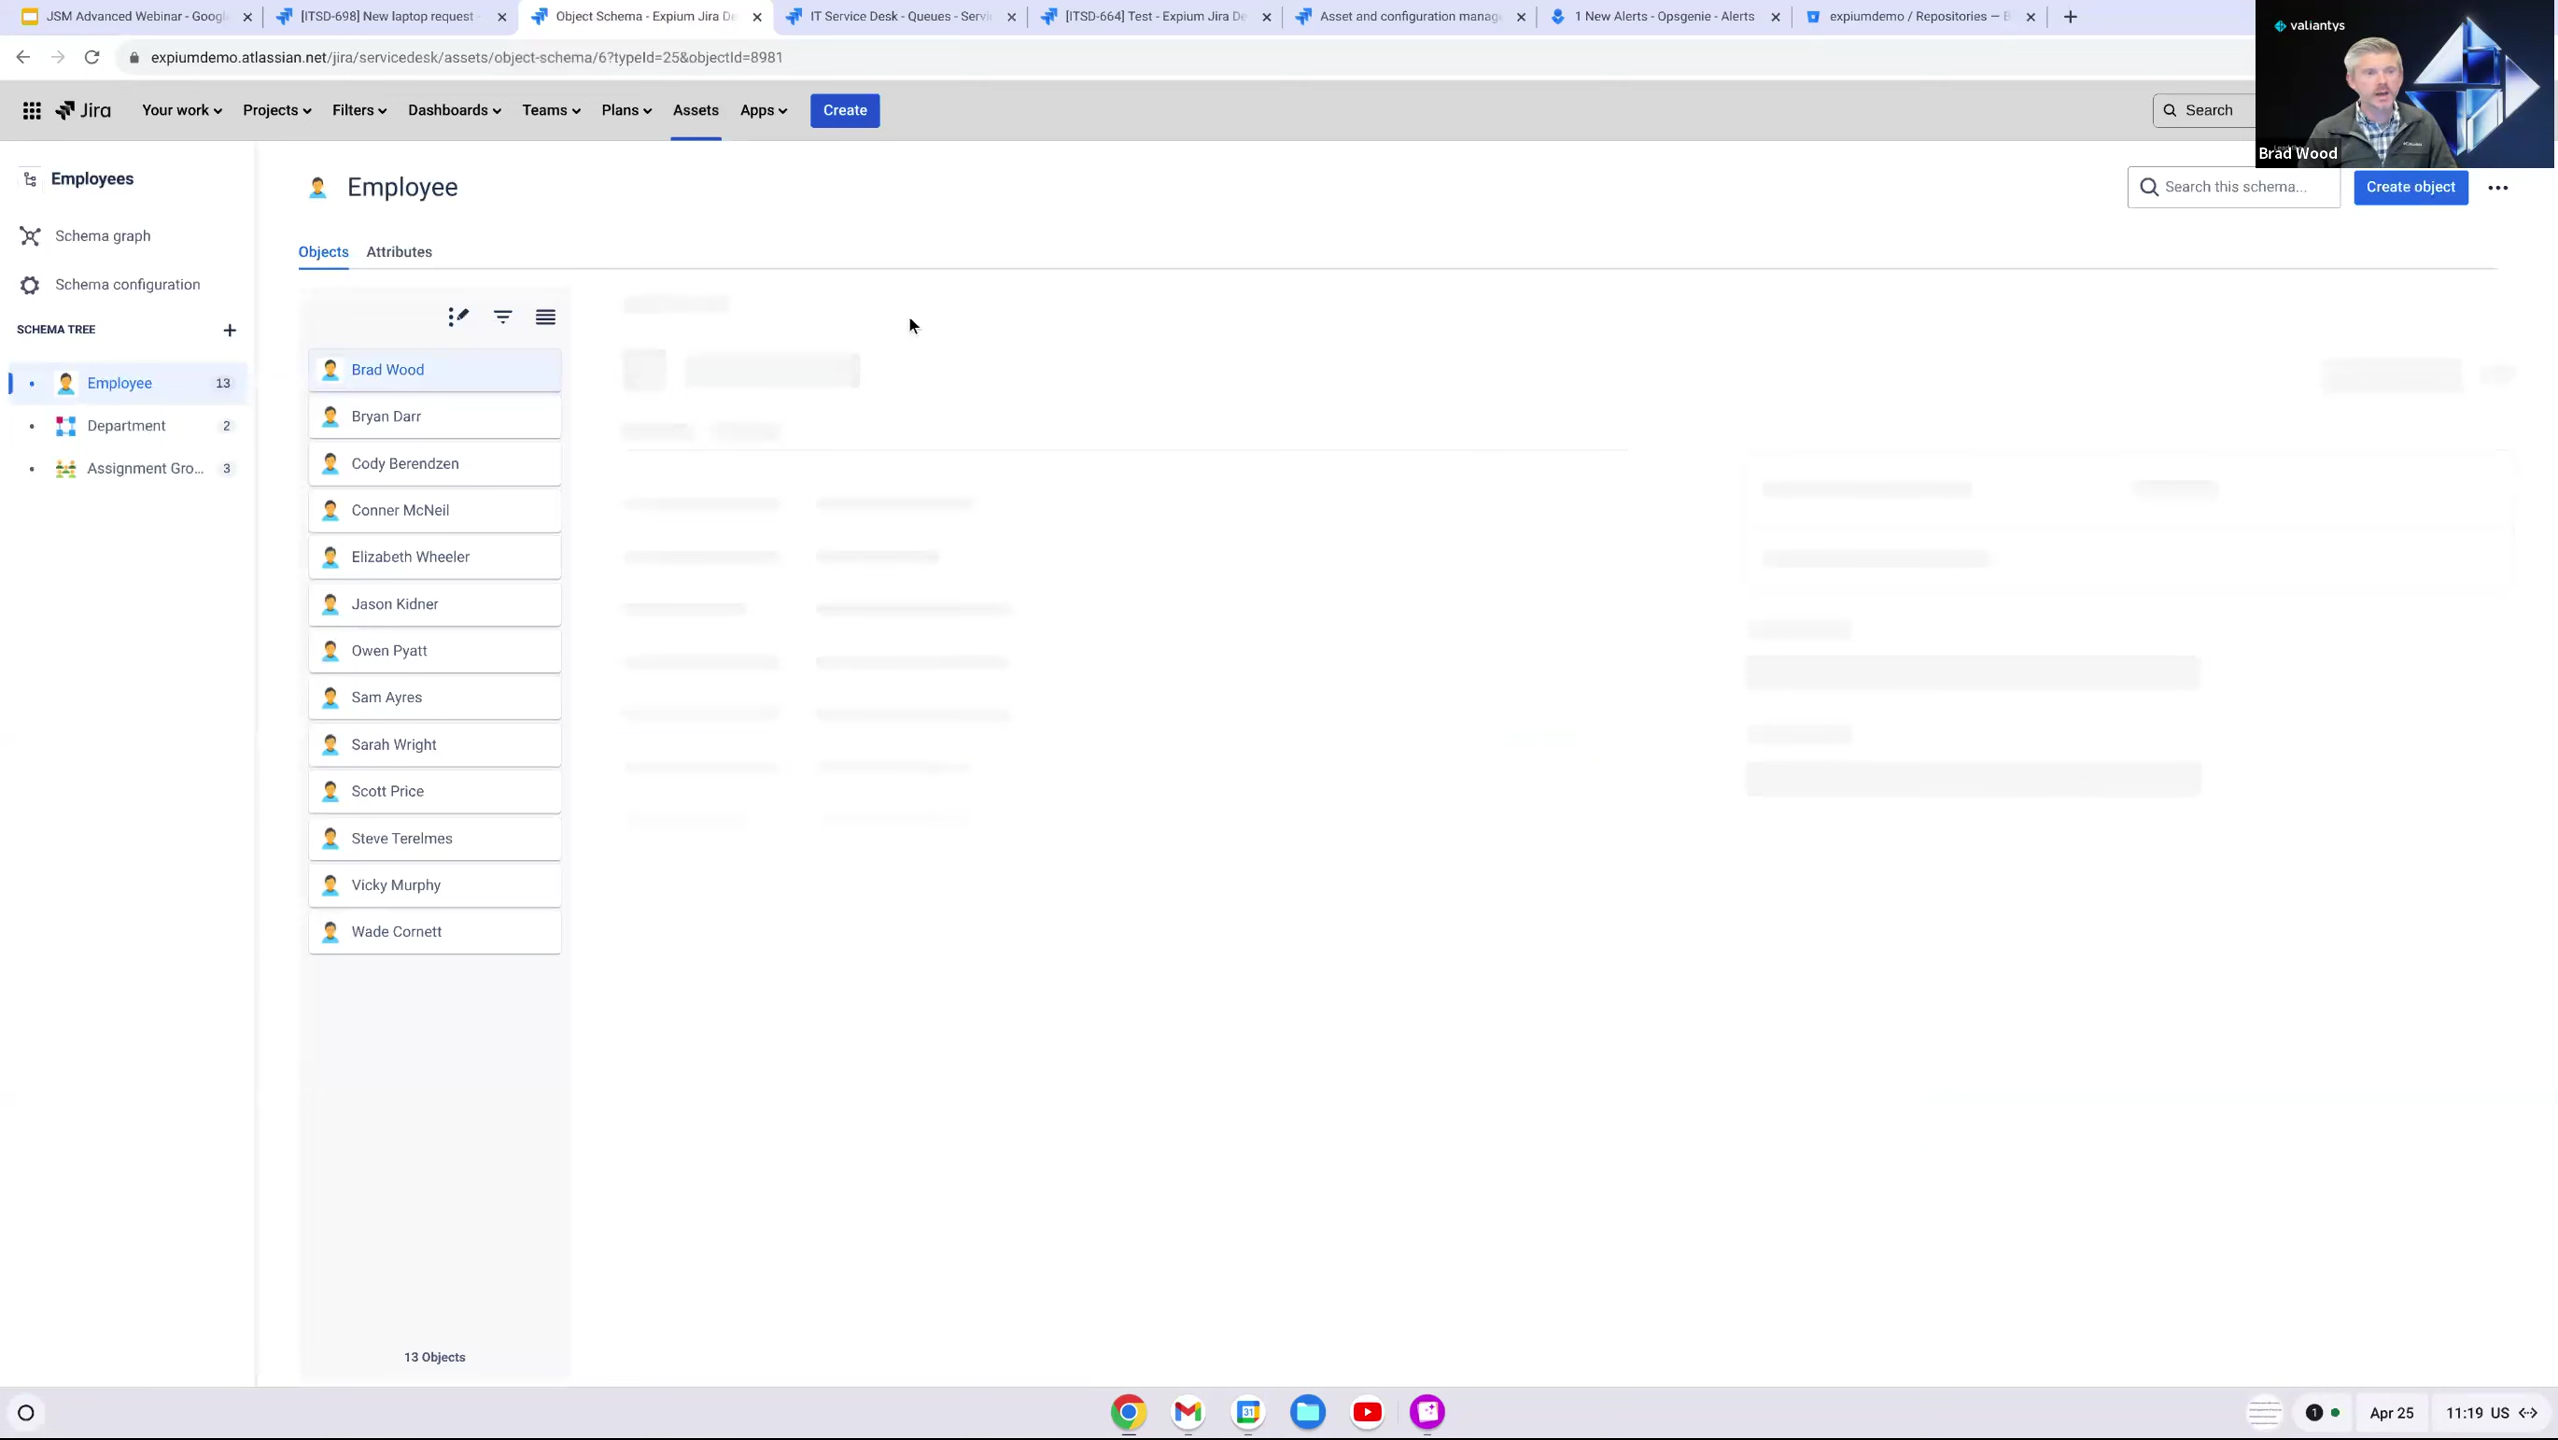 JSM Advanced Webinar - Googl
[ITSD-698] New laptop request -
Object Schema - Expium Jira De
IT Service Desk - Queues - Servi
[ITSD-664] Test - Expium Jira De
Asset and configuration manag
1 New Alerts - Opsgenie - Alerts
expiumdemo / Repositories — B
valiantys
expiumdemo.atlassian.net/jira/servicedesk/assets/object-schema/6?typeId=25&objectId=8981
Jira
Your work
Projects
Filters
Dashboards
Teams
Plans
Assets
Apps
Create
Search
Brad Wood
Employees
Employee
Search this schema...
Create object
Schema graph
Objects
Attributes
Schema configuration
SCHEMA TREE
Employee 13
Department 2
Assignment Gro... 3
Brad Wood
Bryan Darr
Cody Berendzen
Conner McNeil
Elizabeth Wheeler
Jason Kidner
Owen Pyatt
Sam Ayres
Sarah Wright
Scott Price
Steve Terelmes
Vicky Murphy
Wade Cornett
13 Objects
31
1
Apr 25
11:19 US